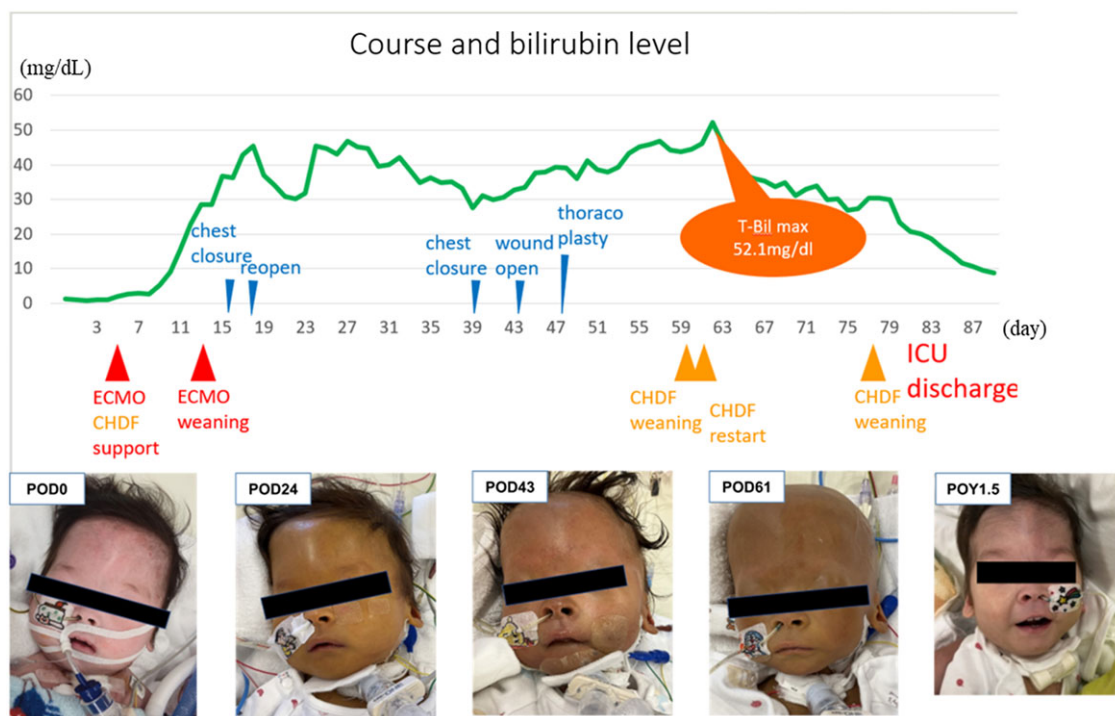 Course and bilirubin level
(mg/dL)
60
50
40
30
20
10
0
chest
closure
reopen
chest
closure
wound
open
thoraco
plasty
T-Bil max
52.1mg/dl
3 7 11 15 19 23 27 31 35 39 43 47 51 55 59 63 67 71 75 79 83 87 (day)
ECMO
CHDF
support
ECMO
weaning
CHDF
weaning
CHDF
restart
CHDF
weaning
ICU
discharge
POD0
POD24
POD43
POD61
POY1.5